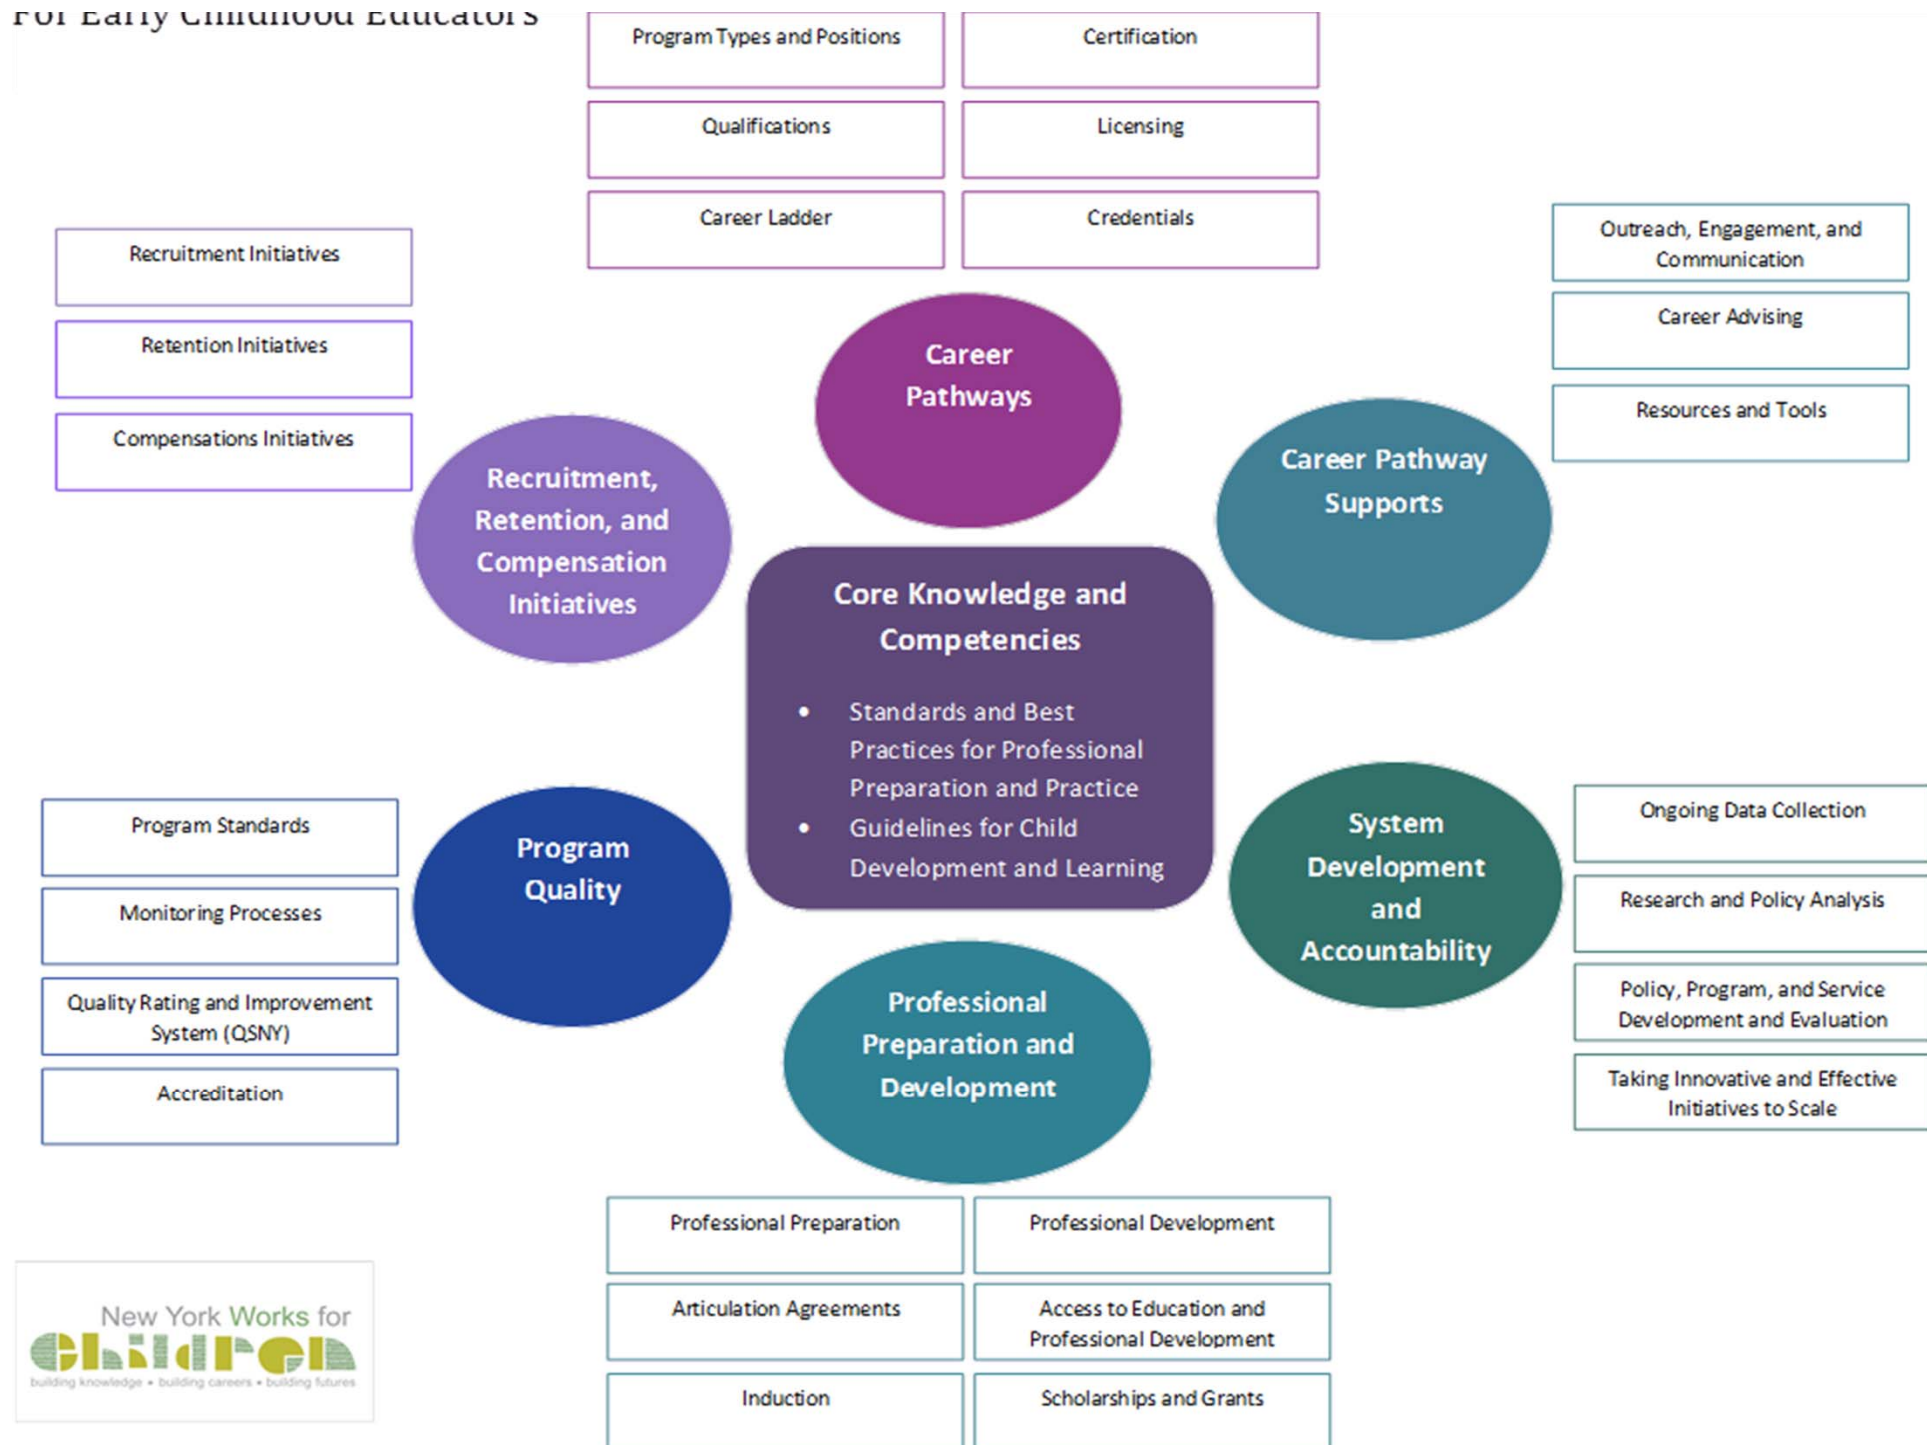 For Early Childhood Educators
Program Types and Positions
Certification
Qualifications
Licensing
Career Ladder
Credentials
Recruitment Initiatives
Retention Initiatives
Compensations Initiatives
Outreach, Engagement, and
Communication
Career Advising
Resources and Tools
Career
Pathways
Recruitment,
Retention, and
Compensation
Initiatives
Career Pathway
Supports
Core Knowledge and
Competencies
• Standards and Best
Practices for Professional
Preparation and Practice
• Guidelines for Child
Development and Learning
Program Standards
Monitoring Processes
Quality Rating and Improvement
System (QSNY)
Accreditation
Program
Quality
System
Development
and
Accountability
Ongoing Data Collection
Research and Policy Analysis
Policy, Program, and Service
Development and Evaluation
Taking Innovative and Effective
Initiatives to Scale
Professional
Preparation and
Development
Professional Preparation
Professional Development
Articulation Agreements
Access to Education and
Professional Development
Induction
Scholarships and Grants
New York Works for
Children
building knowledge • building careers • building futures